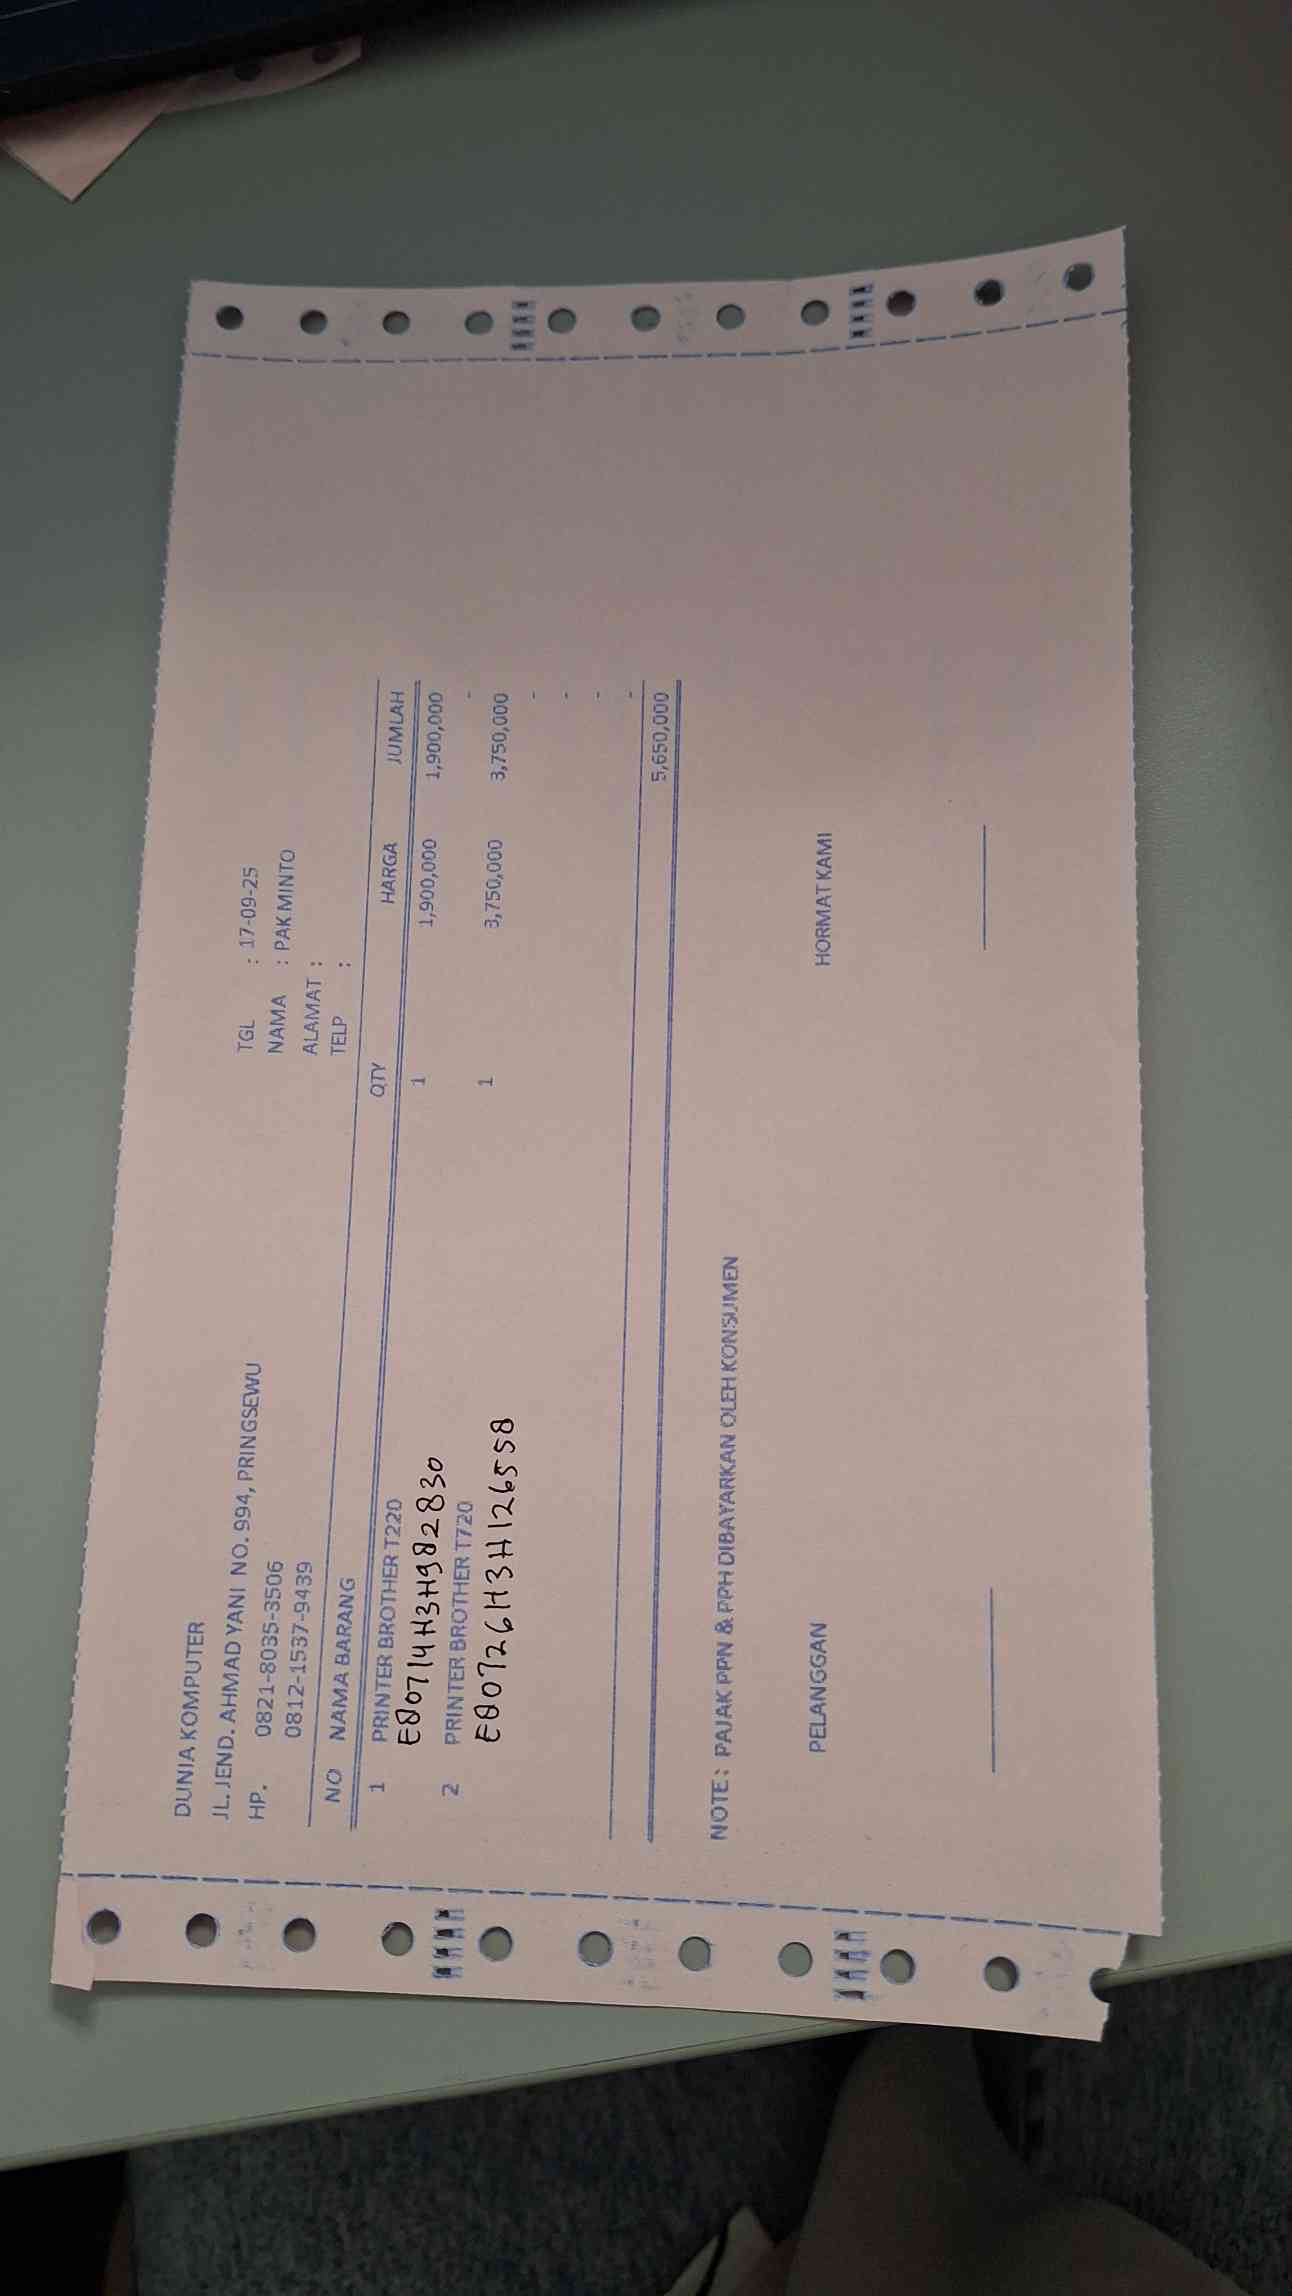 DUNIA KOMPUTER
JL. JEND. AHMAD YANI NO. 994, PRINGSEWU
HP. 0821-8035-3506
0812-1537-9439
TGL : 17-09-25
NAMA : PAK MINTO
ALAMAT :
TELP :
NO NAMA BARANG QTY HARGA JUMLAH
1 PRINTER BROTHER T220 1 1,900,000 1,900,000
E80714H3H982830 -
2 PRINTER BROTHER T720 1 3,750,000 3,750,000
E80726H3H126558 -
-
-
-
5,650,000
NOTE : PAJAK PPN & PPH DIBAYARKAN OLEH KONSUMEN
PELANGGAN HORMAT KAMI